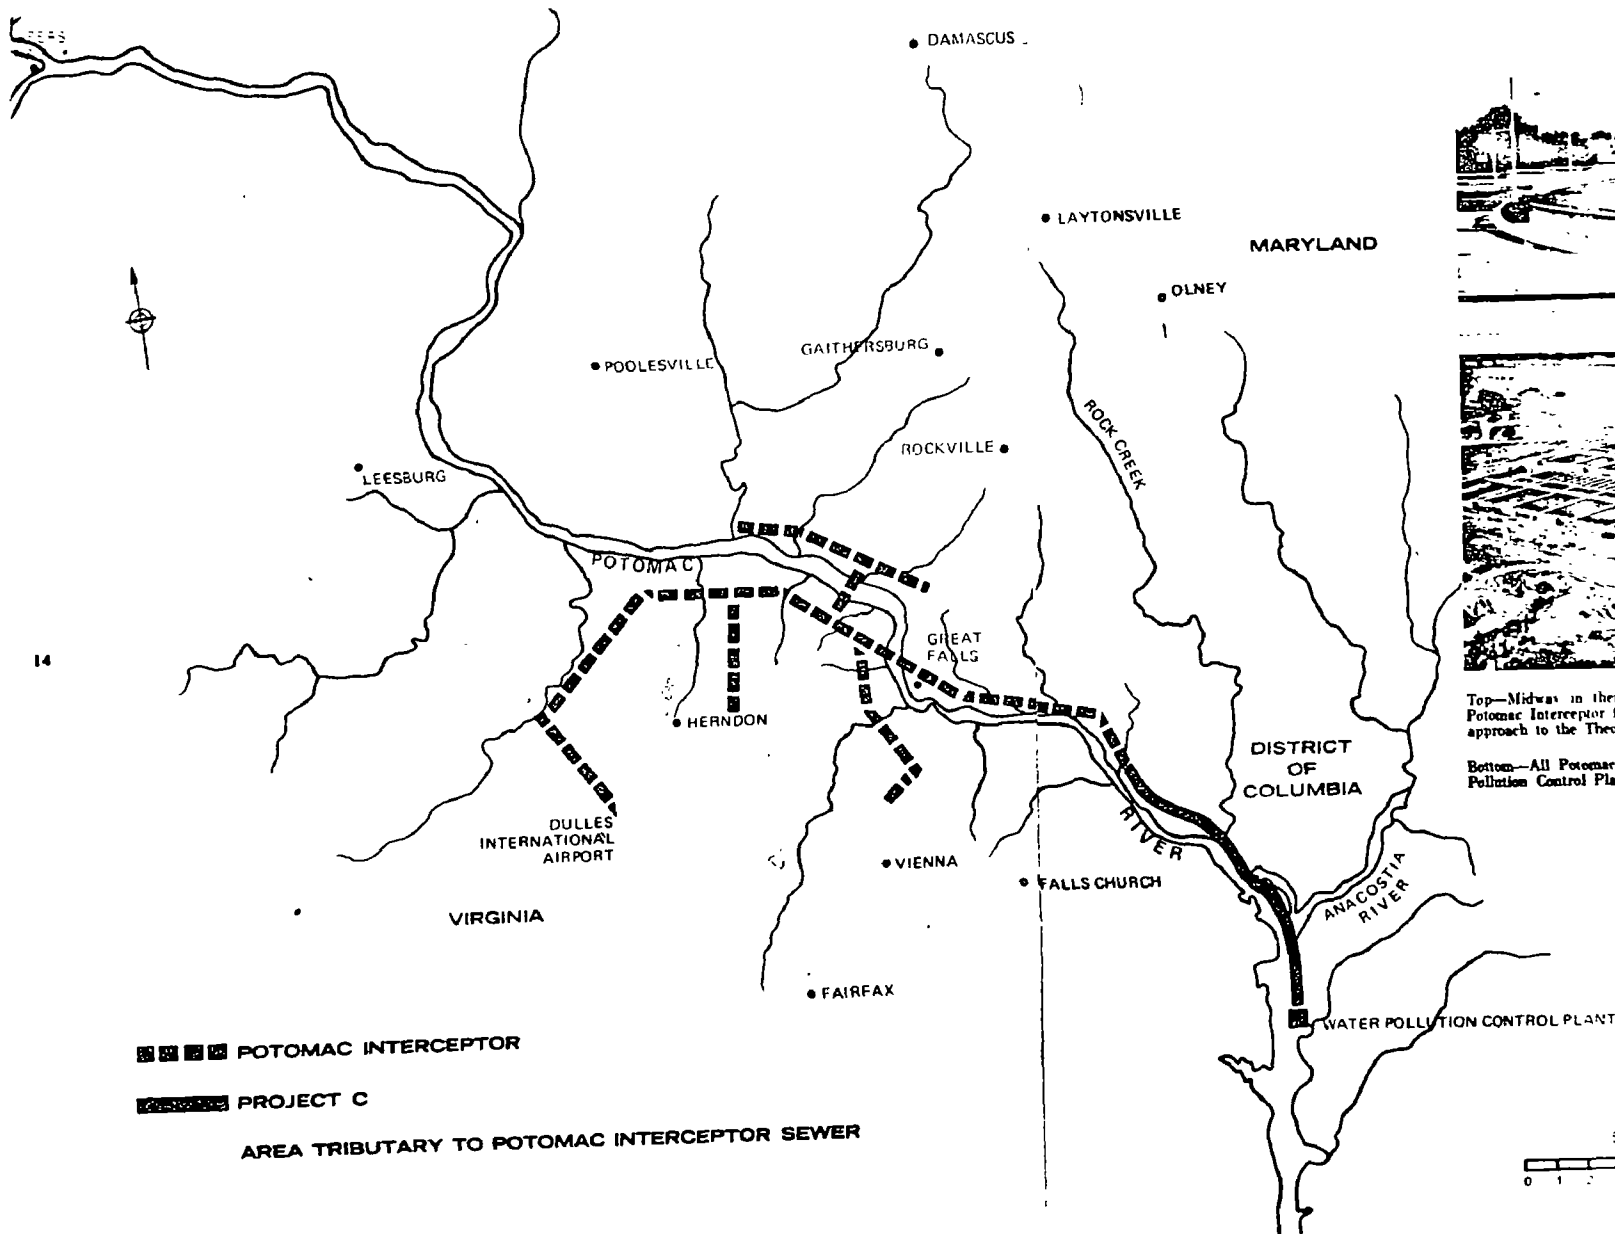 DAMASCUS
LAYTONSVILLE
MARYLAND
OLNEY
GAITHERSBURG
POOLESVILLE
ROCK CREEK
ROCKVILLE
LEESBURG
POTOMAC
GREAT
FALLS
14
HERNDON
Top—Midway in the
Potomac Interceptor
approach to the
DISTRICT
OF
COLUMBIA
Bottom—All Potomac
Pollution Control
DULLES
INTERNATIONAL
AIRPORT
RIVER
VIENNA
FALLS CHURCH
ANACOSTIA
RIVER
VIRGINIA
FAIRFAX
WATER POLLUTION CONTROL PLANT
POTOMAC INTERCEPTOR
PROJECT C
AREA TRIBUTARY TO POTOMAC INTERCEPTOR SEWER
0 1 2